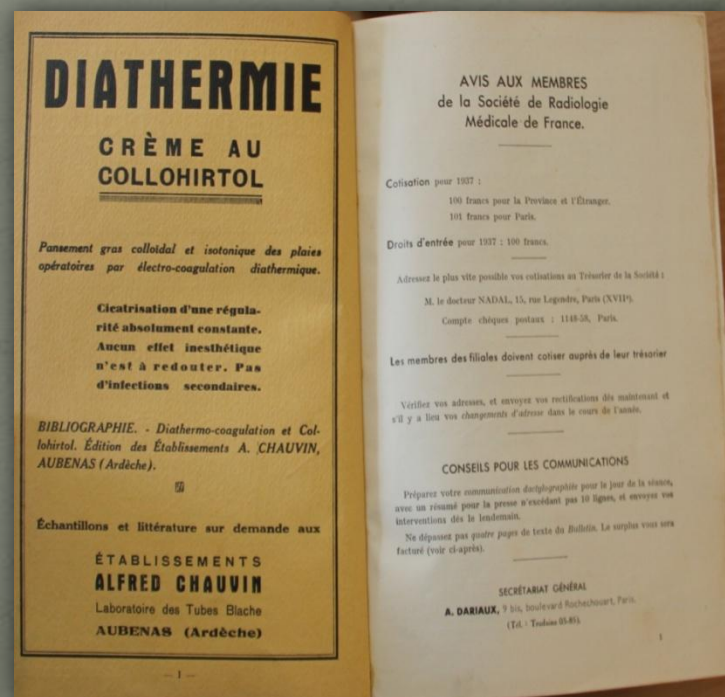 DIATHERMIE
CRÈME AU
COLLOHIRTOL
Pansement gras colloïdal et isotonique des plaies
opératoires par électro-coagulation diathermique.
Cicatrisation d'une régula-
rité absolument constante.
Aucun effet inesthétique
n'est à redouter. Pas
d'infections secondaires.
BIBLIOGRAPHIE. - Diathermo-coagulation et Col-
lohirtol. Édition des Établissements A. CHAUVIN,
AUBENAS (Ardèche).
Échantillons et littérature sur demande aux
ÉTABLISSEMENTS
ALFRED CHAUVIN
Laboratoire des Tubes Blache
AUBENAS (Ardèche)
— 1 —
AVIS AUX MEMBRES
de la Société de Radiologie
Médicale de France.
Cotisation pour 1937 :
100 francs pour la Province et l'Étranger.
101 francs pour Paris.
Droits d'entrée pour 1937 : 100 francs.
Adressez le plus vite possible vos cotisations au Trésorier de la Société :
M. le docteur NADAL, 15, rue Legendre, Paris (XVIIe).
Compte chèques postaux : 1148-50, Paris.
Les membres des filiales doivent cotiser auprès de leur trésorier
Vérifiez vos adresses, et envoyez vos rectifications dès maintenant et
s'il y a lieu vos changements d'adresse dans le cours de l'année.
CONSEILS POUR LES COMMUNICATIONS
Préparez votre communication dactylographiée pour le jour de la séance,
avec un résumé pour la presse n'excédant pas 10 lignes, et envoyez vos
interventions dès le lendemain.
Ne dépassez pas quatre pages de texte du Bulletin. Le surplus vous sera
facturé (voir ci-après).
SECRÉTARIAT GÉNÉRAL
A. DARIAUX, 9 bis, boulevard Rochechouart, Paris.
(Tél. : Trudaine 05-85).
1